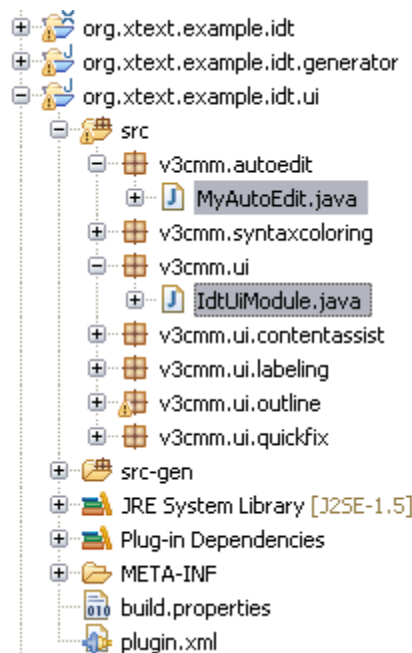 org.xtext.example.idt
org.xtext.example.idt.generator
org.xtext.example.idt.ui
src
v3cmm.autoedit
MyAutoEdit.java
v3cmm.syntaxcoloring
v3cmm.ui
IdtUiModule.java
v3cmm.ui.contentassist
v3cmm.ui.labeling
v3cmm.ui.outline
v3cmm.ui.quickfix
src-gen
JRE System Library [J2SE-1.5]
Plug-in Dependencies
META-INF
build.properties
plugin.xml